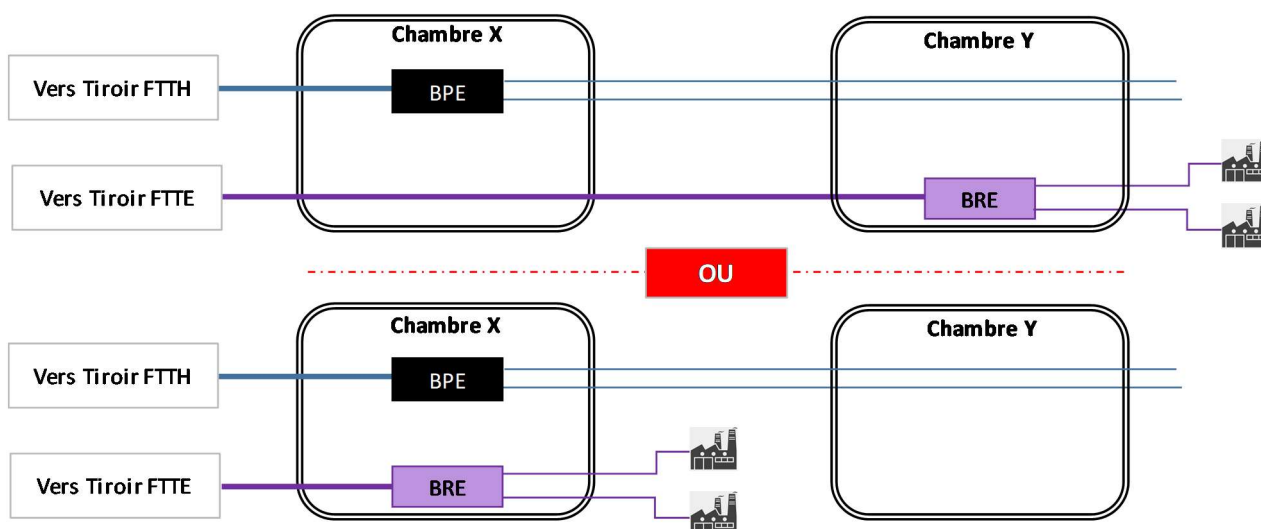 Chambre X
Chambre Y
Vers Tiroir FTTH
BPE
Vers Tiroir FTTE
BRE
OU
Chambre X
Chambre Y
Vers Tiroir FTTH
BPE
Vers Tiroir FTTE
BRE